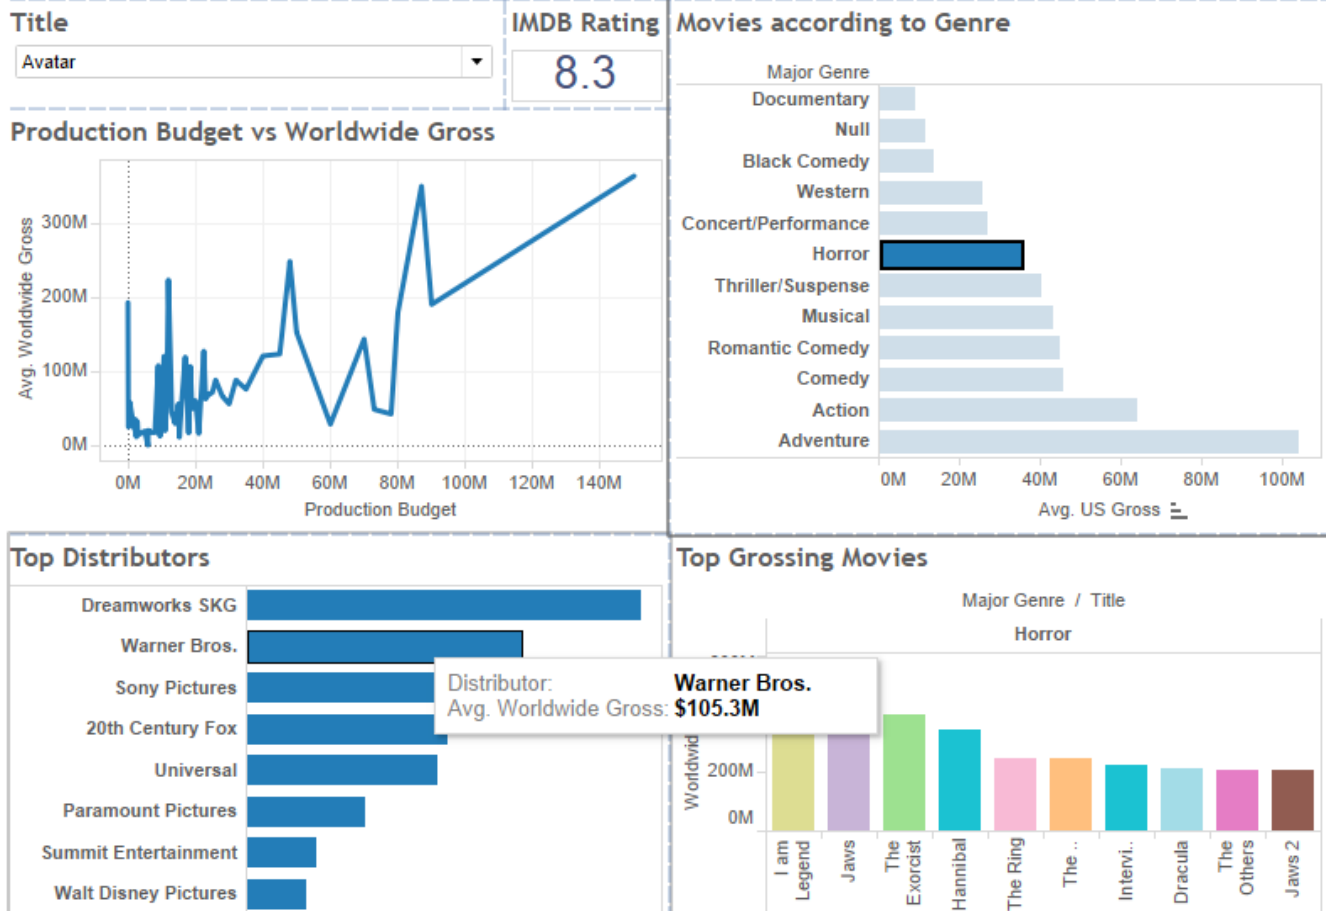 Title
Avatar
IMDB Rating
8.3
Production Budget vs Worldwide Gross
Avg. Worldwide Gross
300M
200M
100M
0M
0M 20M 40M 60M 80M 100M 120M 140M
Production Budget
Movies according to Genre
Major Genre
Documentary
Null
Black Comedy
Western
Concert/Performance
Horror
Thriller/Suspense
Musical
Romantic Comedy
Comedy
Action
Adventure
0M 20M 40M 60M 80M 100M
Avg. US Gross
Top Distributors
Dreamworks SKG
Warner Bros.
Sony Pictures
20th Century Fox
Universal
Paramount Pictures
Summit Entertainment
Walt Disney Pictures
Distributor: Warner Bros.
Avg. Worldwide Gross: $105.3M
Top Grossing Movies
Major Genre / Title
Horror
Worldwid
200M
0M
I am
Legend
Jaws
The
Exorcist
Hannibal
The Ring
The ..
Intervi..
Dracula
The
Others
Jaws 2